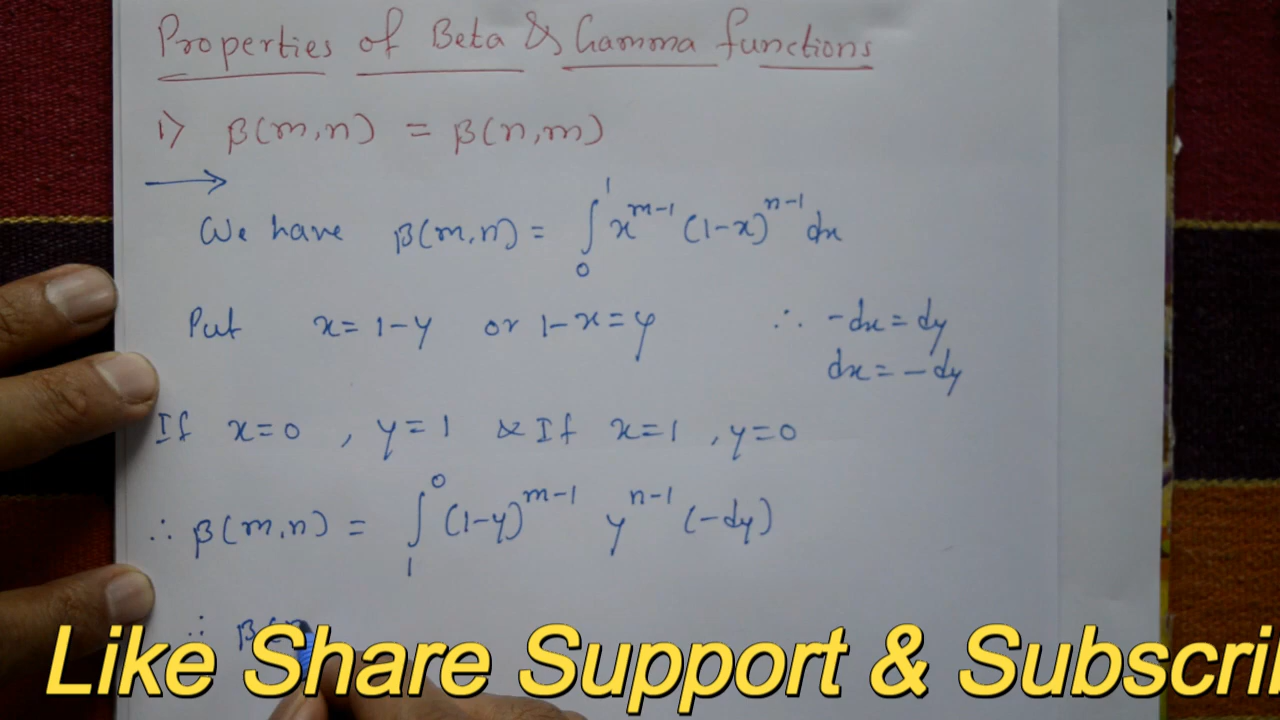 Properties of Beta & Gamma functions
1) β(m,n) = β(n,m)
→
We have β(m,n) = ∫₀¹ x^{m-1} (1-x)^{n-1} dx
Put x = 1-y or 1-x = y ∴ -dx = dy
dx = -dy
If x=0 , y=1 & If x=1 , y=0
∴ β(m,n) = ∫₁⁰ (1-y)^{m-1} y^{n-1} (-dy)
∴ β(
Like Share Support & Subscri